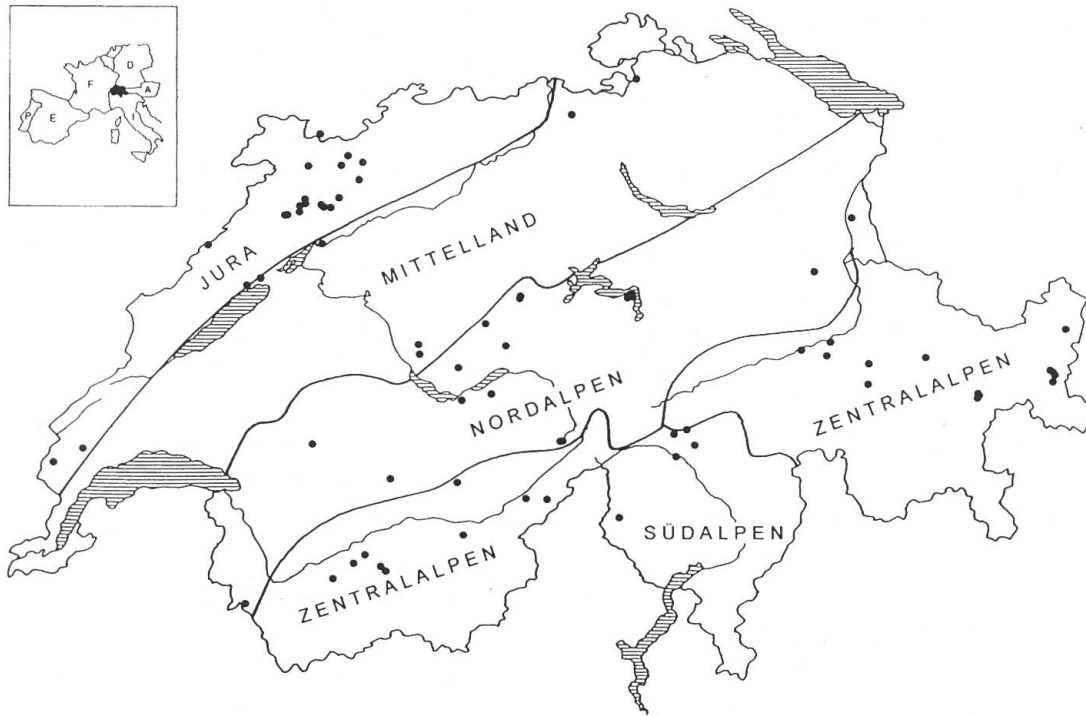 D
F
A
P
E
I
JURA
MITTELLAND
NORDALPEN
ZENTRALALPEN
SÜDALPEN
ZENTRALALPEN